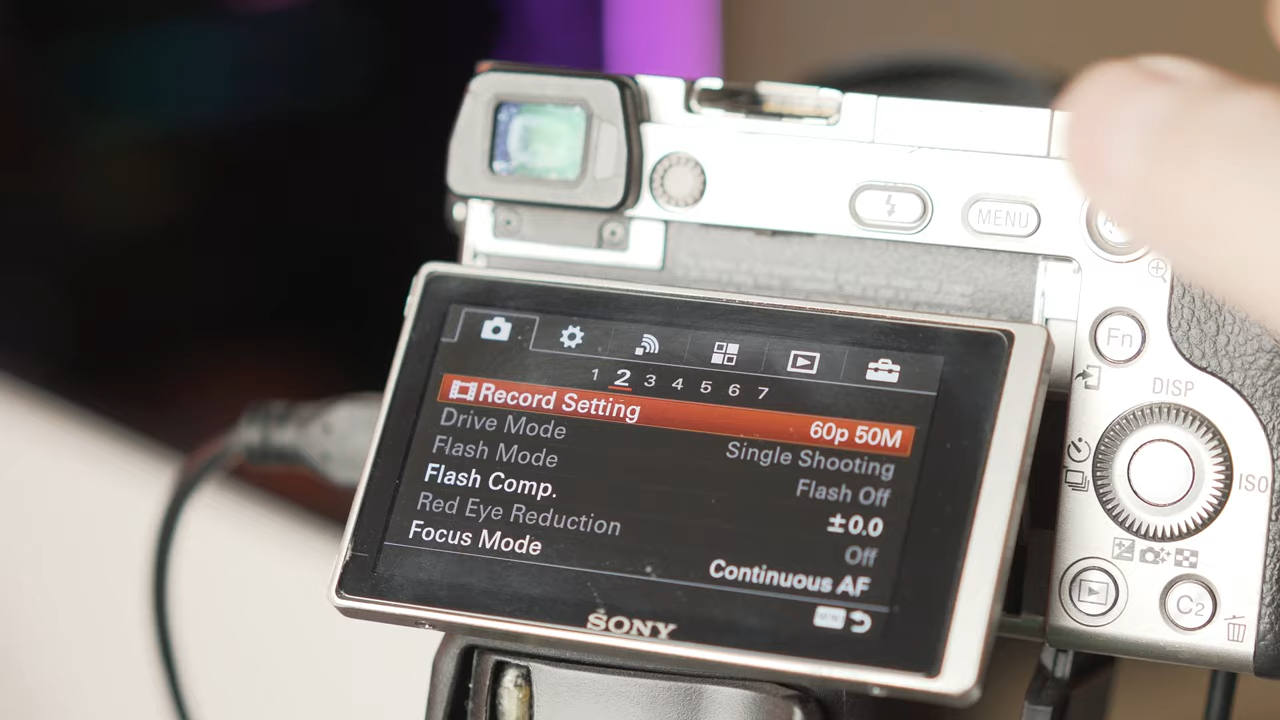 MENU
Fn
DISP
ISO
C2
1 2 3 4 5 6 7
Record Setting 60p 50M
Drive Mode Single Shooting
Flash Mode Flash Off
Flash Comp. ±0.0
Red Eye Reduction Off
Focus Mode Continuous AF
MENU
SONY